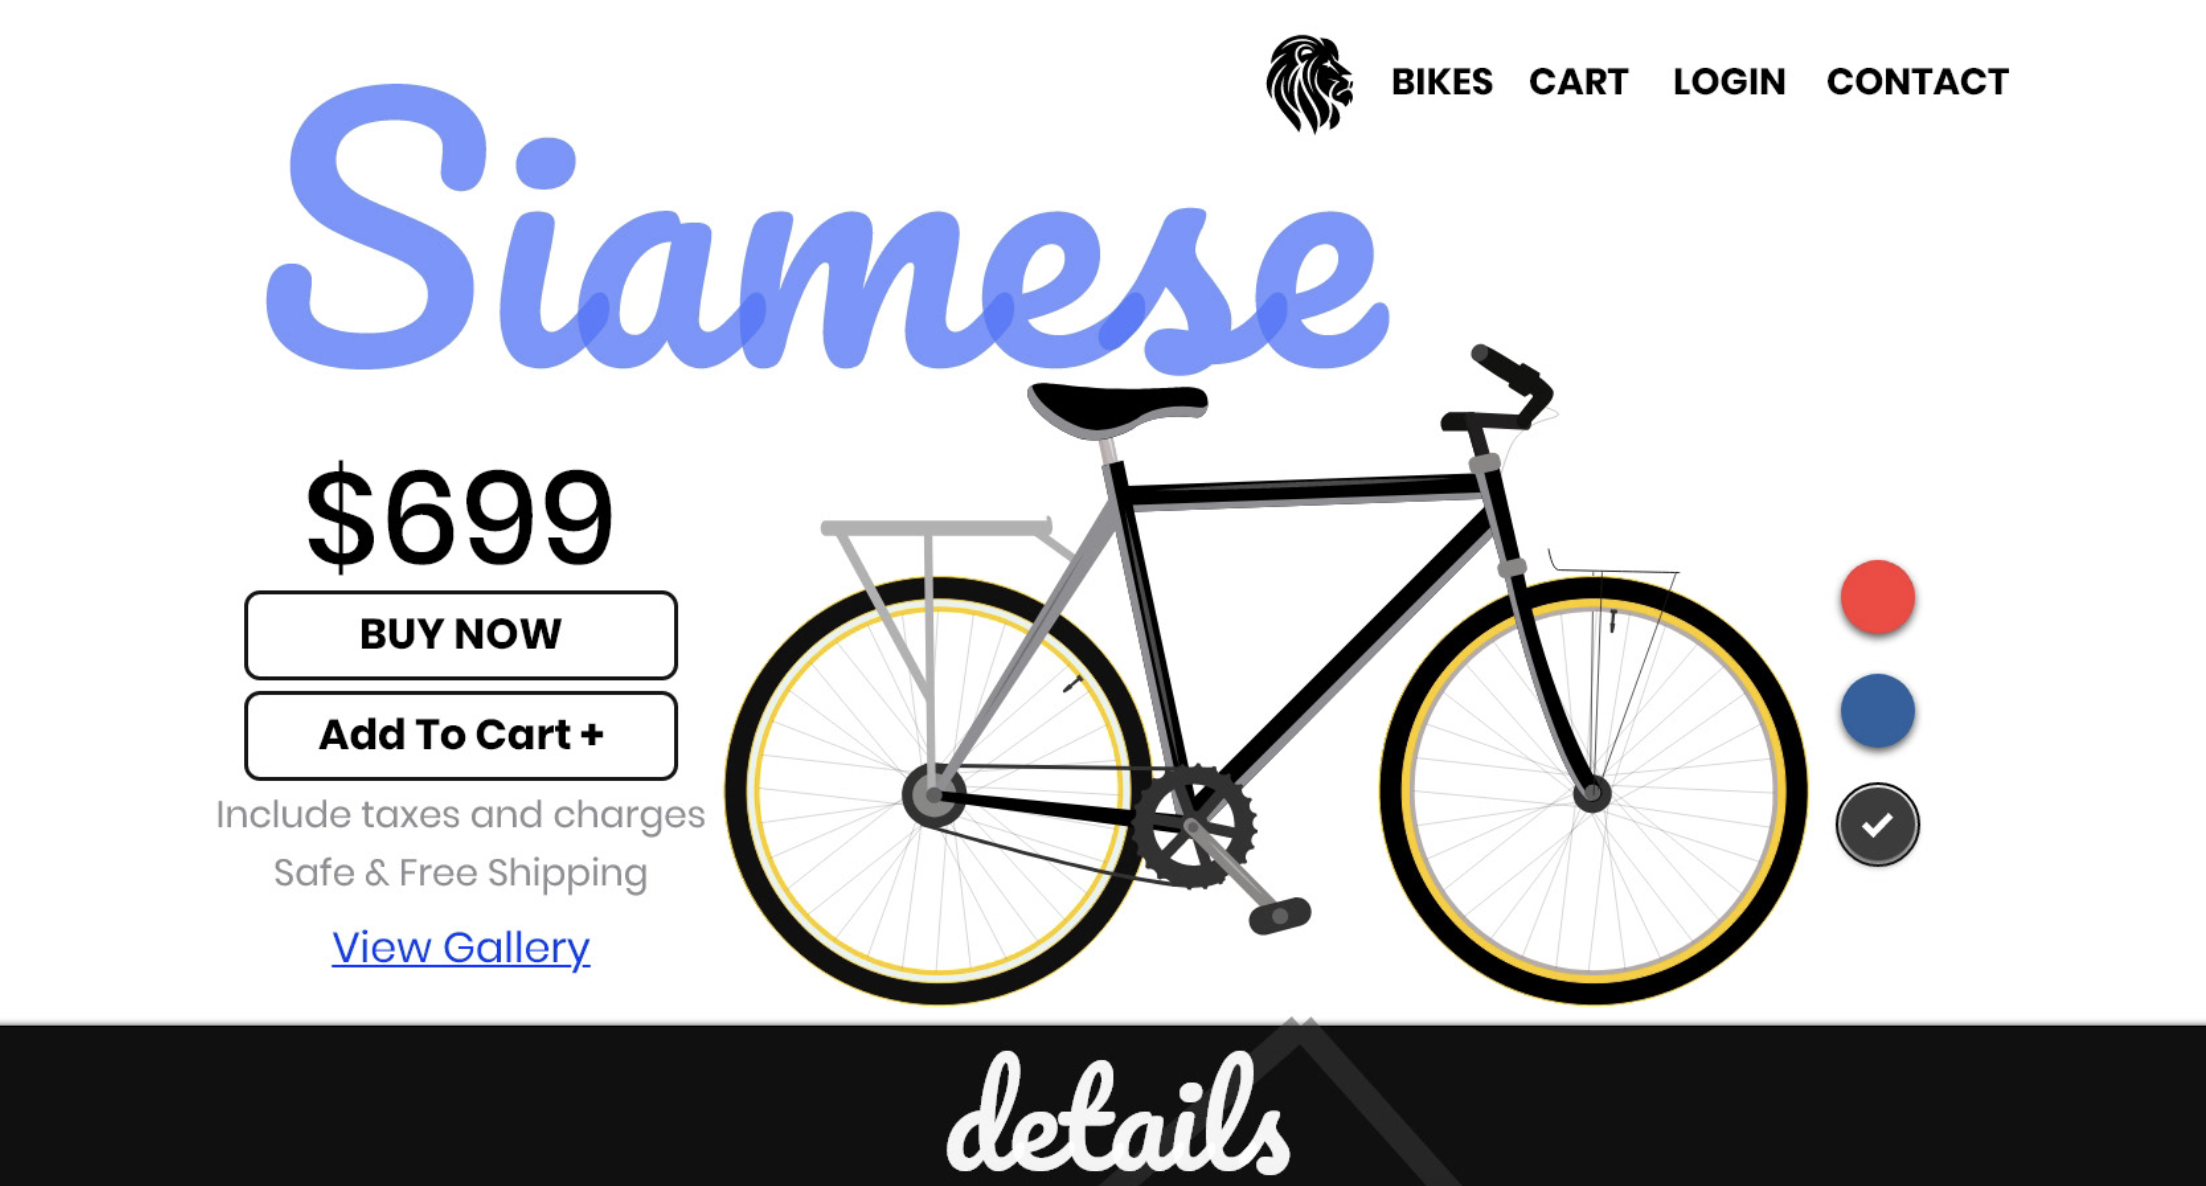 BIKES CART LOGIN CONTACT
Siamese
$699
BUY NOW
Add To Cart +
Include taxes and charges
Safe & Free Shipping
View Gallery
details